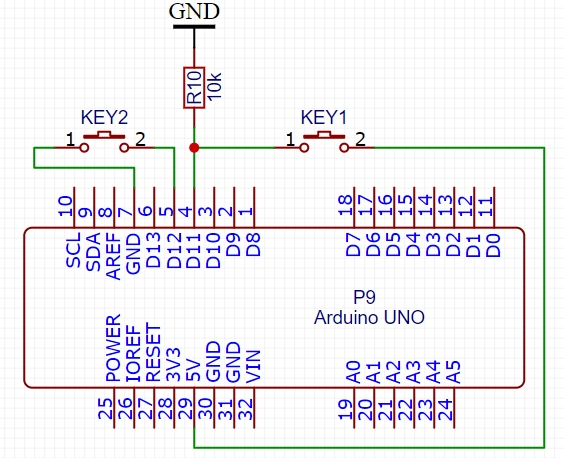 GND
R10
10k
KEY2
KEY1
1 2
1 2
10 9 8 7 6 5 4 3 2 1
18 17 16 15 14 13 12 11
SCL SDA AREF GND D13 D12 D11 D10 D9 D8
D7 D6 D5 D4 D3 D2 D1 D0
P9
Arduino UNO
POWER IOREF RESET 3V3 5V GND GND VIN
A0 A1 A2 A3 A4 A5
25 26 27 28 29 30 31 32
19 20 21 22 23 24